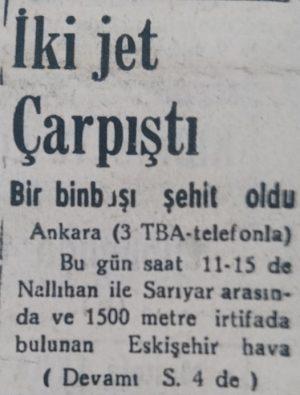 İki jet
Çarpıştı
Bir binbaşı şehit oldu
Ankara (3 TBA-telefonla)
Bu gün saat 11-15 de
Nallıhan ile Sarıyar arasın-
da ve 1500 metre irtifada
bulunan Eskişehir hava
( Devamı S. 4 de )